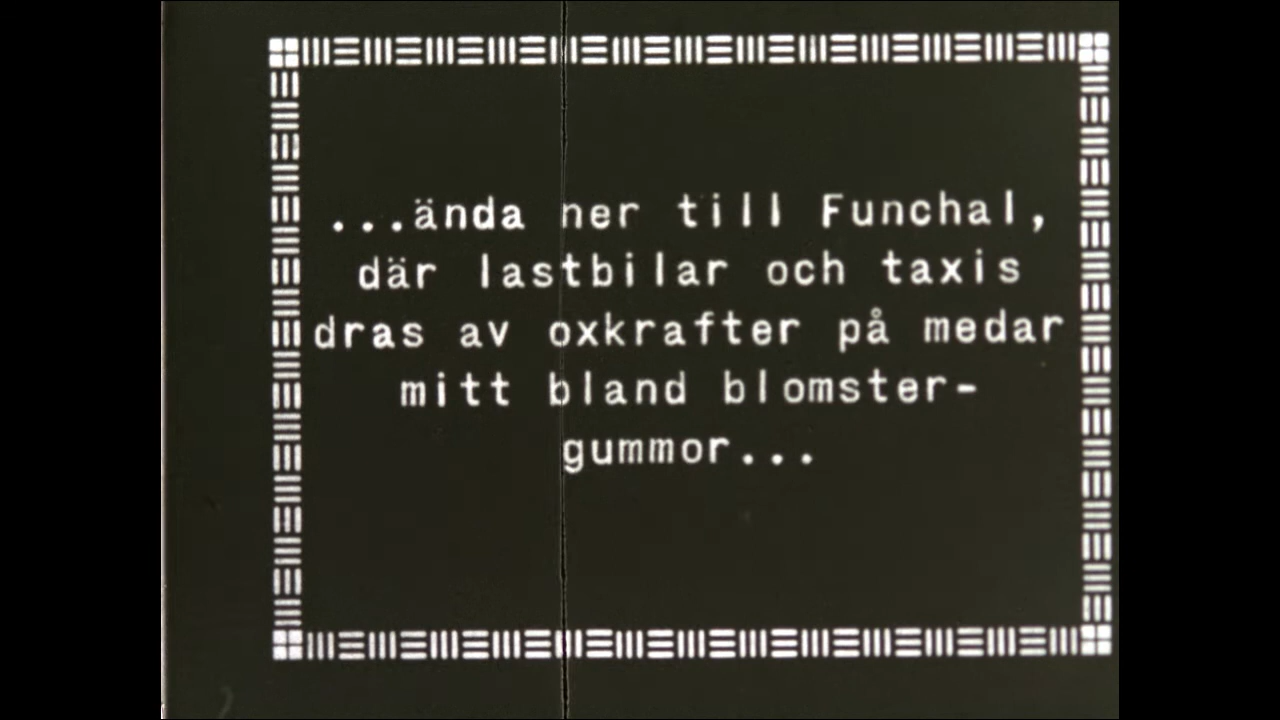 ...ända ner till Funchal,
där lastbilar och taxis
dras av oxkrafter på medar
mitt bland blomster-
gummor...